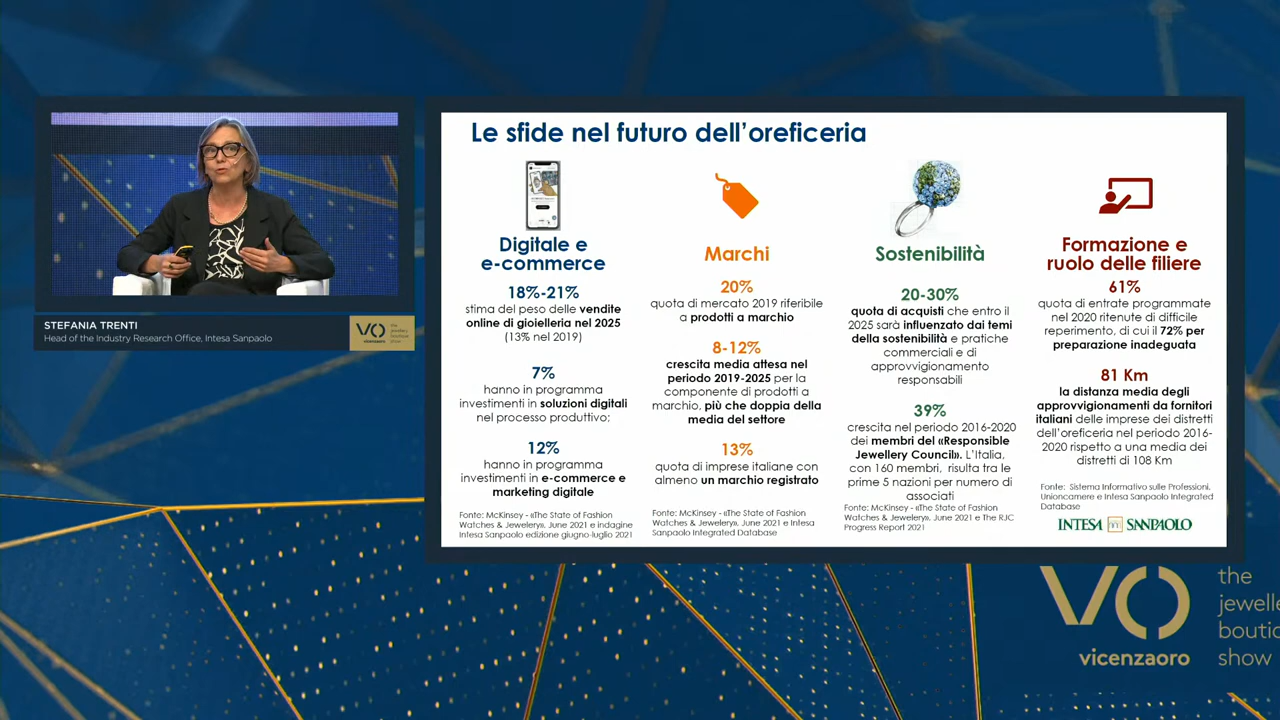 Le sfide nel futuro dell'oreficeria
Digitale e
e-commerce
18%-21%
stima del peso delle vendite
online di gioielleria nel 2025
(13% nel 2019)
7%
hanno in programma
investimenti in soluzioni digitali
nel processo produttivo;
12%
hanno in programma
investimenti in e-commerce e
marketing digitale
Fonte: McKinsey - «The State of Fashion
Watches & Jewelery», June 2021 e indagine
Intesa Sanpaolo edizione giugno-luglio 2021
Marchi
20%
quota di mercato 2019 riferibile
a prodotti a marchio
8-12%
crescita media attesa nel
periodo 2019-2025 per la
componente di prodotti a
marchio, più che doppia della
media del settore
13%
quota di imprese italiane con
almeno un marchio registrato
Fonte: McKinsey - «The State of Fashion
Watches & Jewelery», June 2021 e Intesa
Sanpaolo Integrated Database
Sostenibilità
20-30%
quota di acquisti che entro il
2025 sarà influenzato dai temi
della sostenibilità e pratiche
commerciali e di
approvvigionamento
responsabili
39%
crescita nel periodo 2016-2020
dei membri del «Responsible
Jewellery Council». L'Italia,
con 160 membri, risulta tra le
prime 5 nazioni per numero di
associati
Fonte: McKinsey - «The State of Fashion
Watches & Jewelery», June 2021 e The RJC
Progress Report 2021
Formazione e
ruolo delle filiere
61%
quota di entrate programmate
nel 2020 ritenute di difficile
reperimento, di cui il 72% per
preparazione inadeguata
81 Km
la distanza media degli
approvvigionamenti da fornitori
italiani delle imprese dei distretti
dell'oreficeria nel periodo 2016-
2020 rispetto a una media dei
distretti di 108 Km
Fonte: Sistema Informativo sulle Professioni,
Unioncamere e Intesa Sanpaolo Integrated
Database
INTESA SANPAOLO
STEFANIA TRENTI
Head of the Industry Research Office, Intesa Sanpaolo
VO
vicenzaoro
the
jewellery
boutique
show
VO
vicenzaoro
the
jewelle
boutiq
show